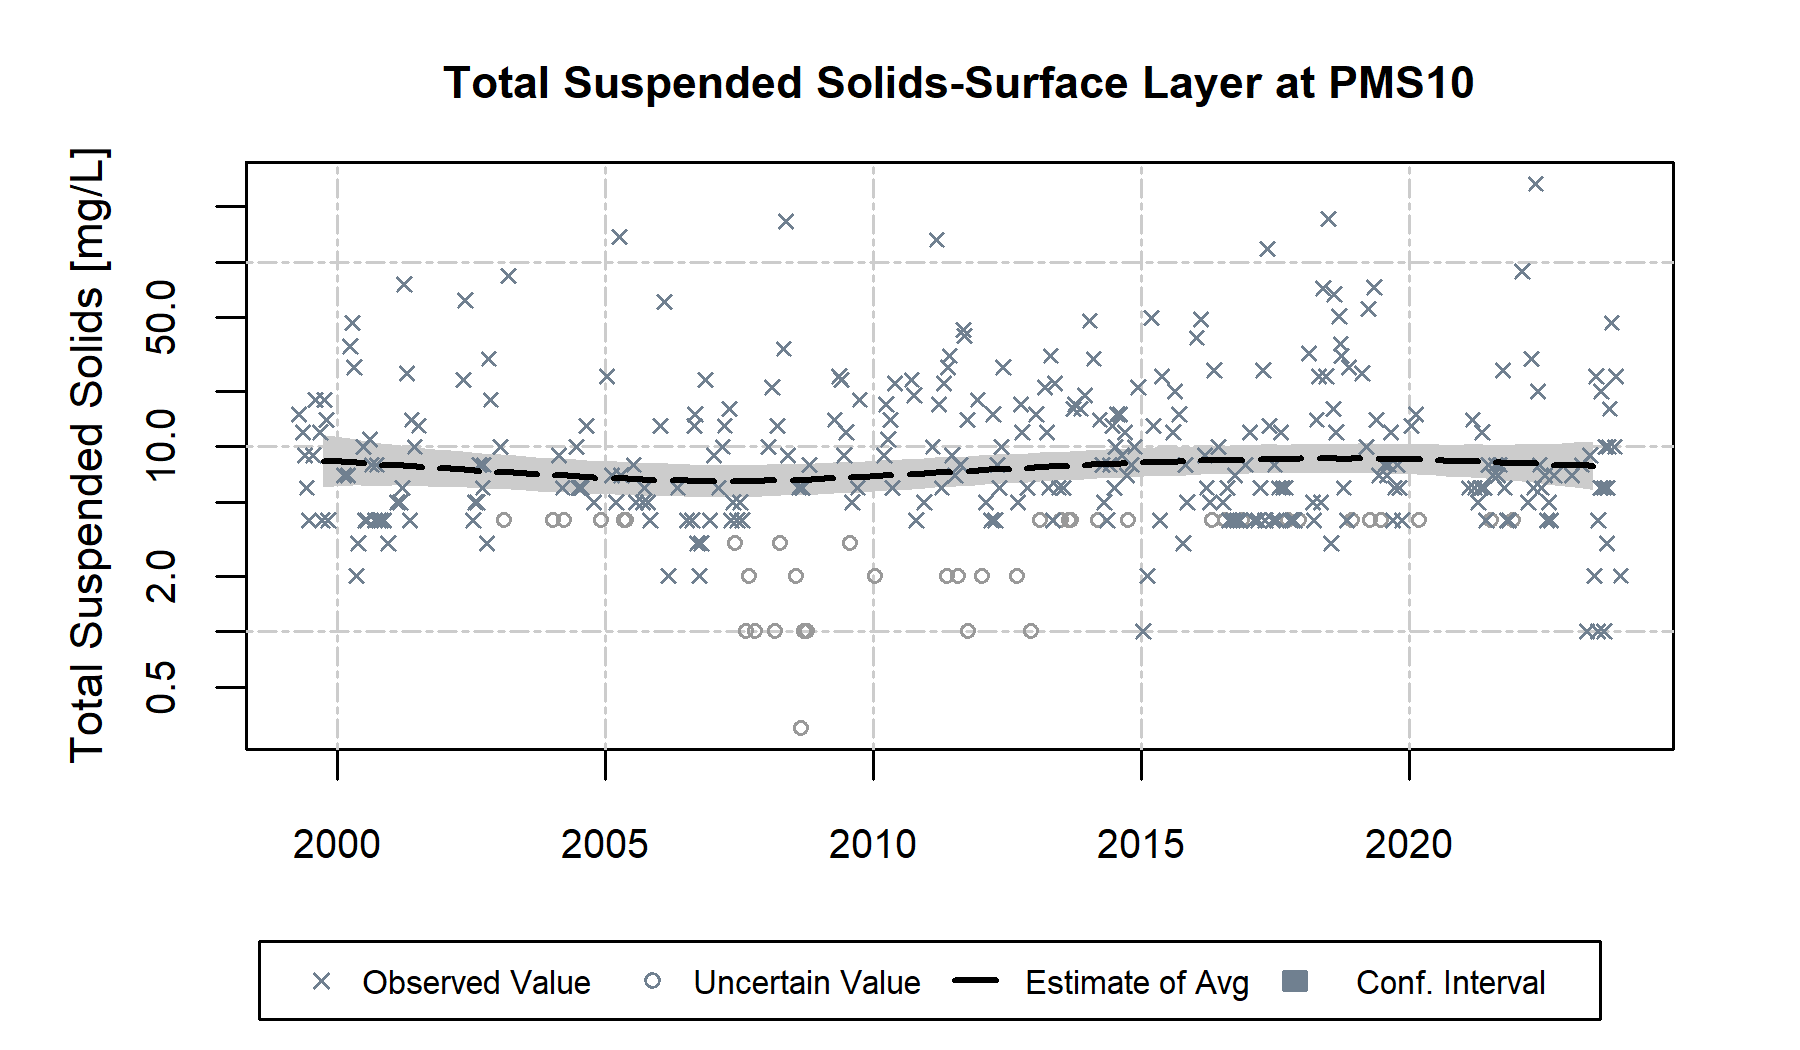 Total Suspended Solids-Surface Layer at PMS10
Total Suspended Solids [mg/L]
50.0
10.0
2.0
0.5
2000 2005 2010 2015 2020
Observed Value Uncertain Value Estimate of Avg Conf. Interval